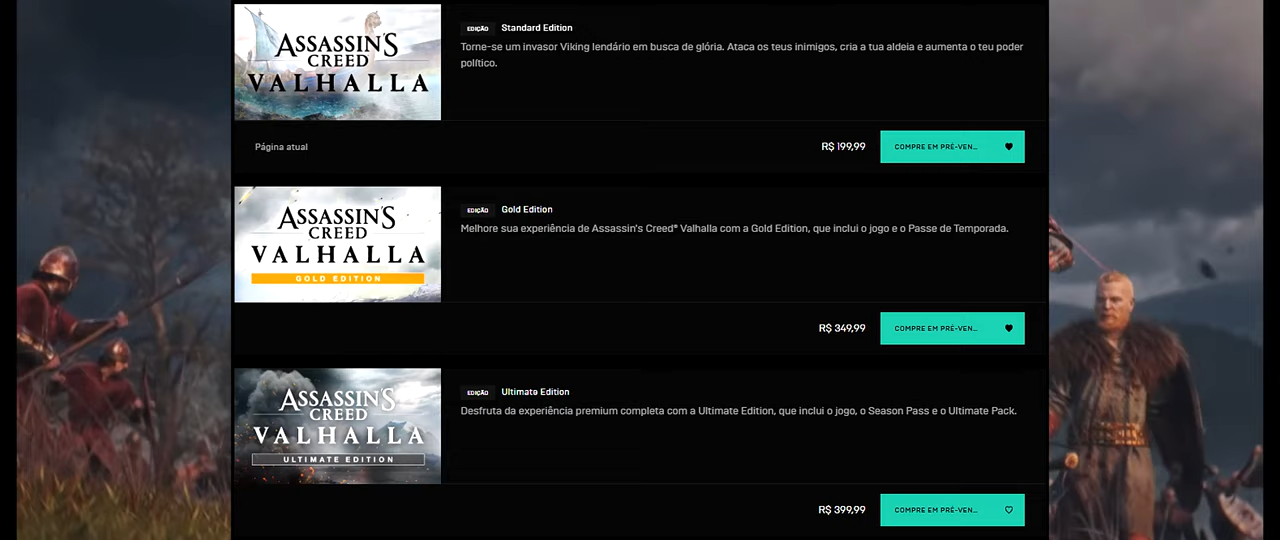 ASSASSIN'S
CREED
VALHALLA
EDIÇÃO Standard Edition
Torne-se um invasor Viking lendário em busca de glória. Ataca os teus inimigos, cria a tua aldeia e aumenta o teu poder
político.
Página atual
R$ 199,99
COMPRE EM PRÉ-VEN...
ASSASSIN'S
CREED
VALHALLA
GOLD EDITION
EDIÇÃO Gold Edition
Melhore sua experiência de Assassin's Creed® Valhalla com a Gold Edition, que inclui o jogo e o Passe de Temporada.
R$ 349,99
COMPRE EM PRÉ-VEN...
ASSASSIN'S
CREED
VALHALLA
ULTIMATE EDITION
EDIÇÃO Ultimate Edition
Desfruta da experiência premium completa com a Ultimate Edition, que inclui o jogo, o Season Pass e o Ultimate Pack.
R$ 399,99
COMPRE EM PRÉ-VEN...